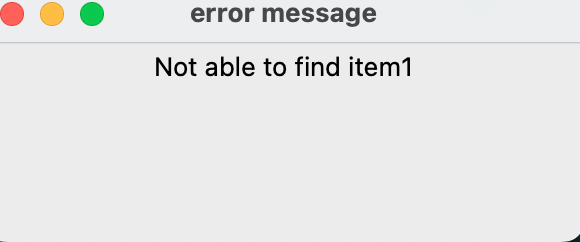 error message
Not able to find item1